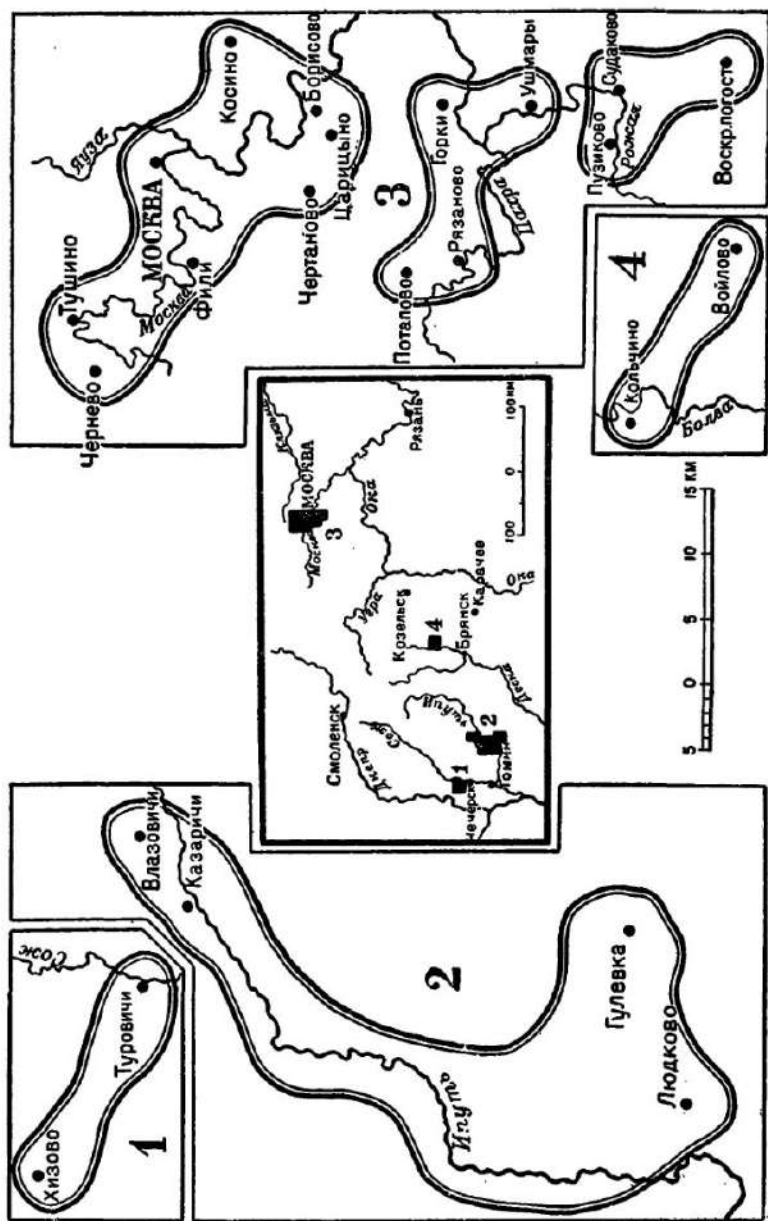 Хизово
Туровичи
Сож
1
Влазовичи
Казаричи
2
Ипуть
Гулевка
Людково
Смоленск
Днепр
Сож
Ипуть
1
2
Десна
Угра
Козельск
4
Брянск
Карачев
Ока
МОСКВА
3
Ока
Рязань
100
0
100 км
5
0
5
10
15 км
Яуза
Тушино
Чернево
МОСКВА
Москва
Фили
Косино
Борисово
Царицыно
Чертаново
3
Потапово
Рязаново
Горки
Пахра
Ушмары
Пузиково
Рожая
Судаково
Воскр.погост
4
Кольчино
Войлово
Болва